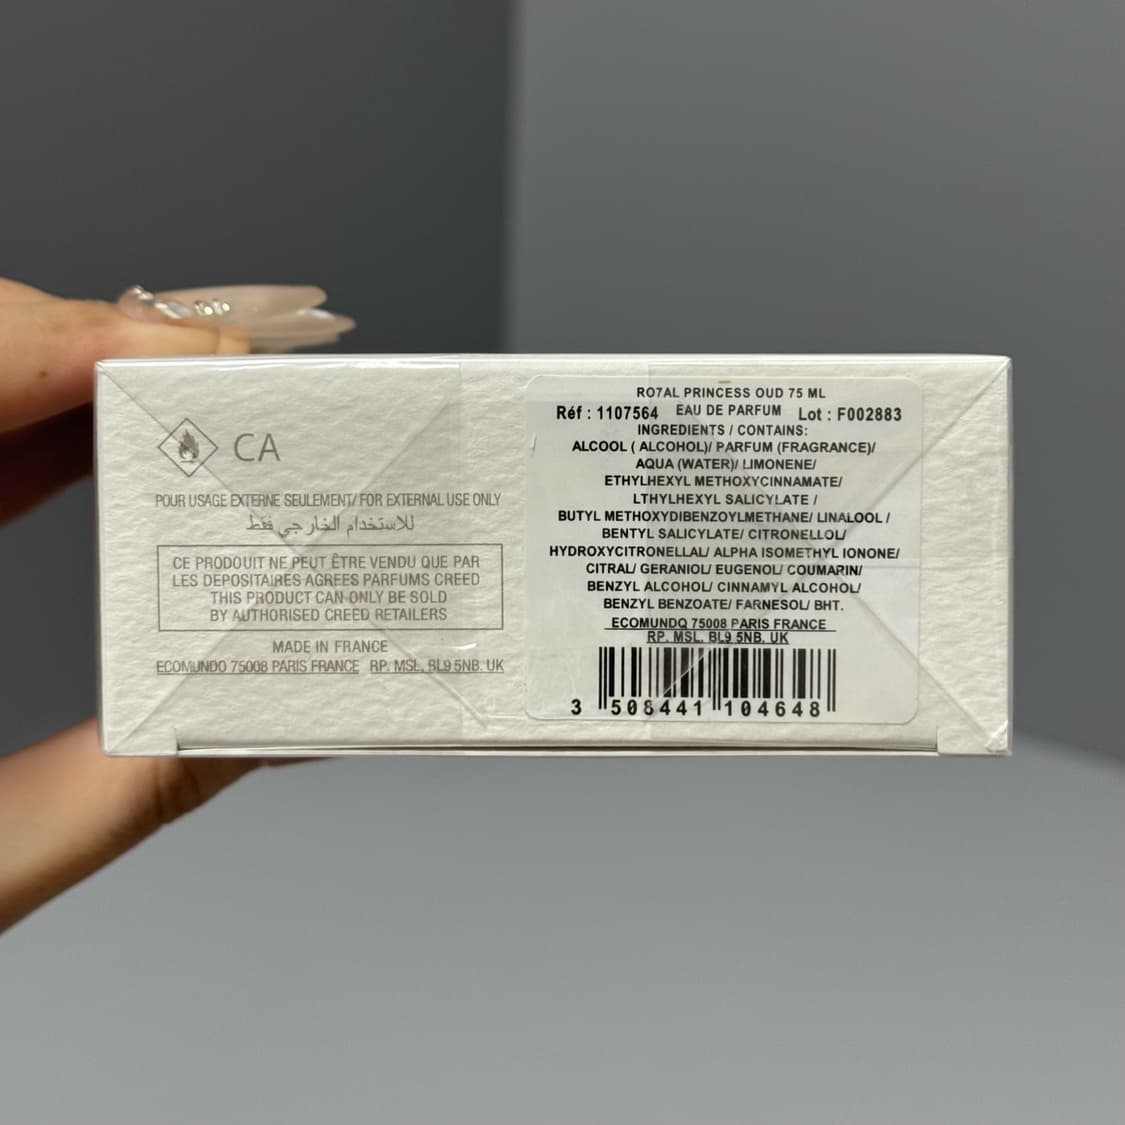 CA
POUR USAGE EXTERNE SEULEMENT/ FOR EXTERNAL USE ONLY
للاستخدام الخارجي فقط
CE PRODOUIT NE PEUT ÊTRE VENDU QUE PAR
LES DEPOSITAIRES AGREES PARFUMS CREED
THIS PRODUCT CAN ONLY BE SOLD
BY AUTHORISED CREED RETAILERS
MADE IN FRANCE
ECOMUNDO 75008 PARIS FRANCE RP. MSL, BL9 5NB. UK
RO7AL PRINCESS OUD 75 ML
Réf : 1107564 EAU DE PARFUM Lot : F002883
INGREDIENTS / CONTAINS:
ALCOOL ( ALCOHOL)/ PARFUM (FRAGRANCE)/
AQUA (WATER)/ LIMONENE/
ETHYLHEXYL METHOXYCINNAMATE/
LTHYLHEXYL SALICYLATE /
BUTYL METHOXYDIBENZOYLMETHANE/ LINALOOL /
BENTYL SALICYLATE/ CITRONELLOL/
HYDROXYCITRONELLAL/ ALPHA ISOMETHYL IONONE/
CITRAL/ GERANIOL/ EUGENOL/ COUMARIN/
BENZYL ALCOHOL/ CINNAMYL ALCOHOL/
BENZYL BENZOATE/ FARNESOL/ BHT.
ECOMUNDO 75008 PARIS FRANCE
RP. MSL, BL9 5NB. UK
3 508441 104648